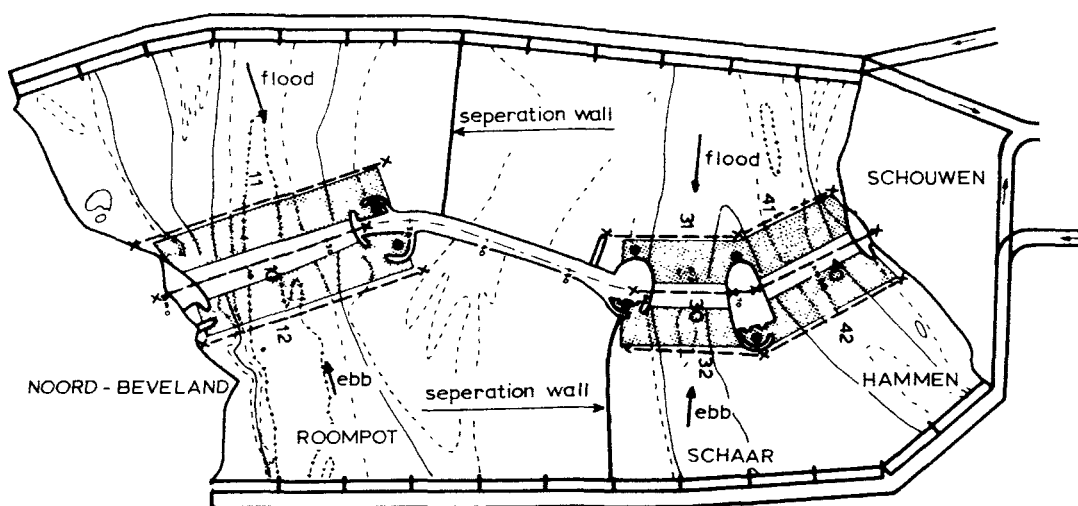 flood
seperation wall
flood
SCHOUWEN
11
31
41
10
30
40
12
32
42
NOORD - BEVELAND
ebb
seperation wall
HAMMEN
ebb
ROOMPOT
SCHAAR